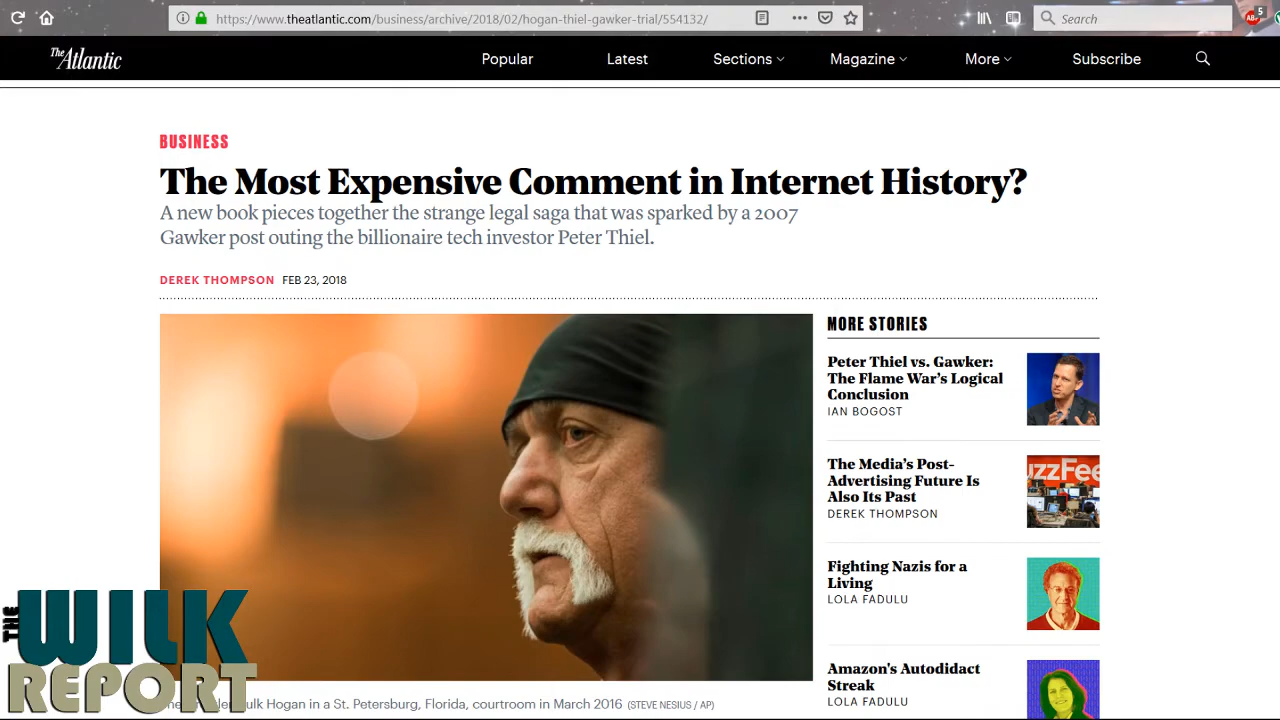 https://www.theatlantic.com/business/archive/2018/02/hogan-thiel-gawker-trial/554132/
Search
ABP
5
The Atlantic
Popular
Latest
Sections
Magazine
More
Subscribe
BUSINESS
The Most Expensive Comment in Internet History?
A new book pieces together the strange legal saga that was sparked by a 2007
Gawker post outing the billionaire tech investor Peter Thiel.
DEREK THOMPSON FEB 23, 2018
MORE STORIES
Peter Thiel vs. Gawker:
The Flame War's Logical
Conclusion
IAN BOGOST
The Media's Post-
Advertising Future Is
Also Its Past
DEREK THOMPSON
uzzFee
Fighting Nazis for a
Living
LOLA FADULU
Amazon's Autodidact
Streak
LOLA FADULU
THE WILK
REPORT
ulk Hogan in a St. Petersburg, Florida, courtroom in March 2016 (STEVE NESIUS / AP)